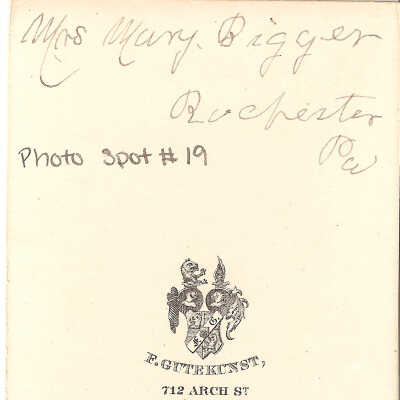 Mrs Mary. Bigger
Rochester
Pa
Photo Spot # 19
F. GUTEKUNST,
712 ARCH ST